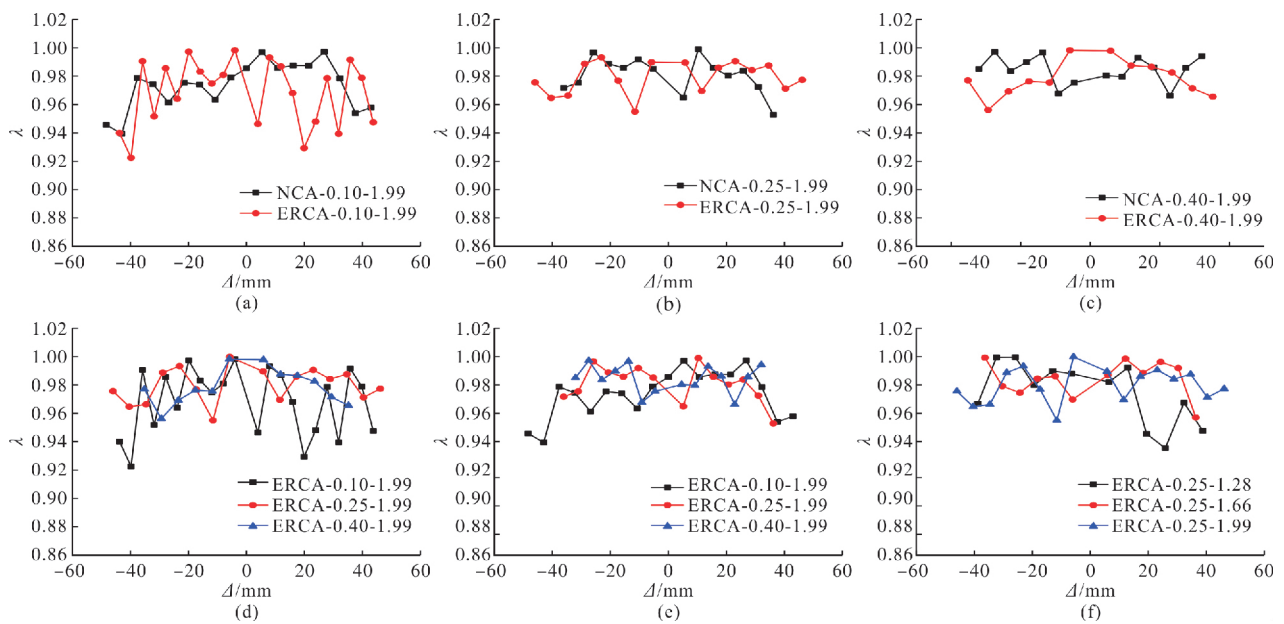 1.02
1.00
0.98
0.96
0.94
0.92
0.90
0.88
0.86
λ
NCA-0.10-1.99
ERCA-0.10-1.99
−60 −40 −20 0 20 40 60
Δ/mm
(a)
1.02
1.00
0.98
0.96
0.94
0.92
0.90
0.88
0.86
λ
NCA-0.25-1.99
ERCA-0.25-1.99
−60 −40 −20 0 20 40 60
Δ/mm
(b)
1.02
1.00
0.98
0.96
0.94
0.92
0.90
0.88
0.86
λ
NCA-0.40-1.99
ERCA-0.40-1.99
−60 −40 −20 0 20 40 60
Δ/mm
(c)
1.02
1.00
0.98
0.96
0.94
0.92
0.90
0.88
0.86
λ
ERCA-0.10-1.99
ERCA-0.25-1.99
ERCA-0.40-1.99
−60 −40 −20 0 20 40 60
Δ/mm
(d)
1.02
1.00
0.98
0.96
0.94
0.92
0.90
0.88
0.86
λ
ERCA-0.10-1.99
ERCA-0.25-1.99
ERCA-0.40-1.99
−60 −40 −20 0 20 40 60
Δ/mm
(e)
1.02
1.00
0.98
0.96
0.94
0.92
0.90
0.88
0.86
λ
ERCA-0.25-1.28
ERCA-0.25-1.66
ERCA-0.25-1.99
−60 −40 −20 0 20 40 60
Δ/mm
(f)